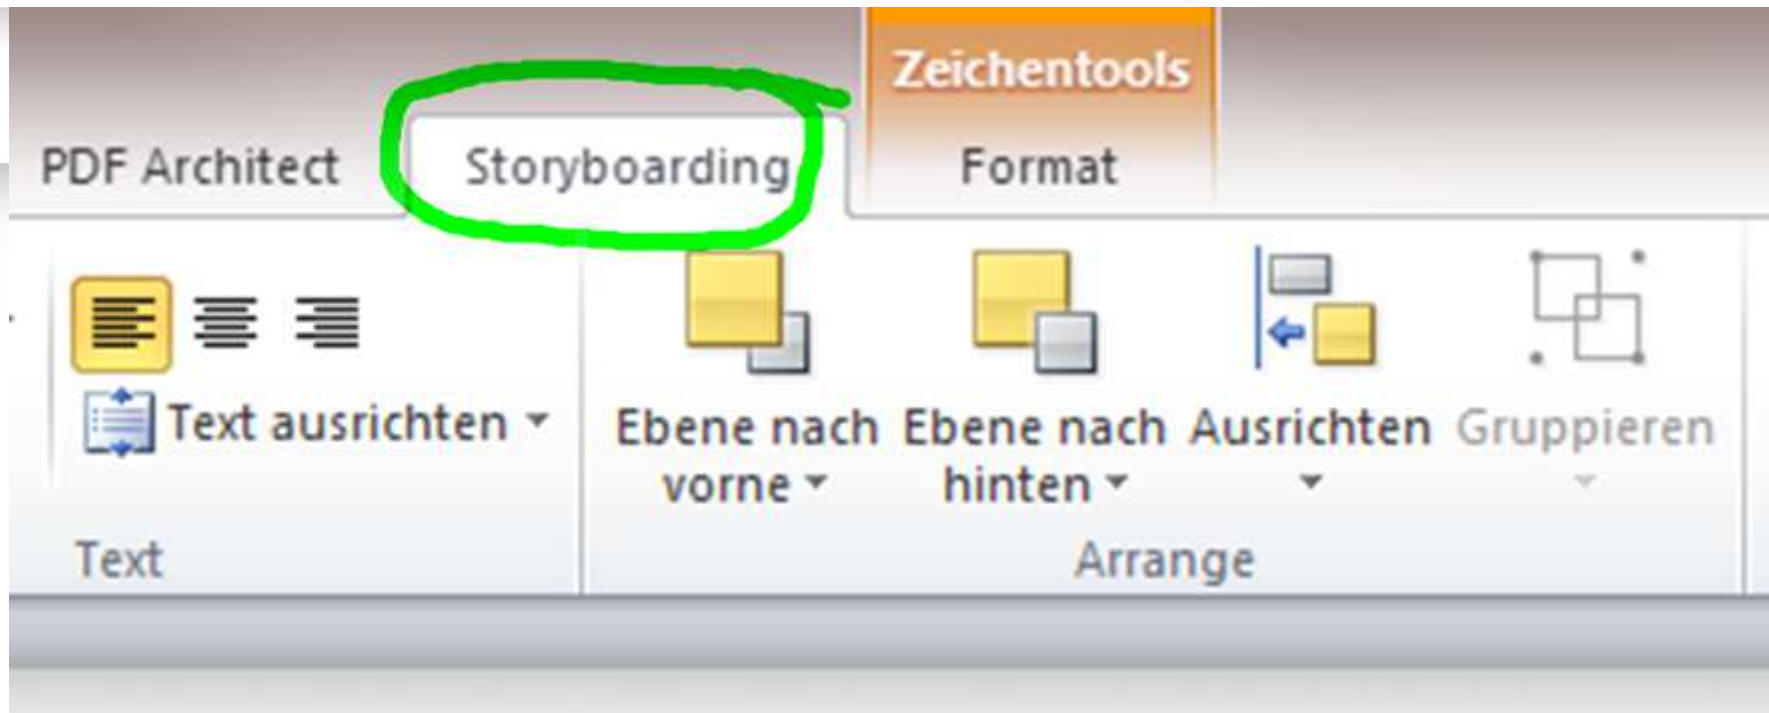 Zeichentools
PDF Architect
Storyboarding
Format
Text ausrichten
Ebene nach
vorne
Ebene nach
hinten
Ausrichten
Gruppieren
Text
Arrange